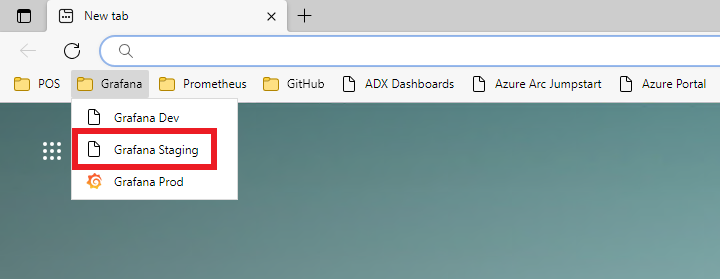 New tab
POS Grafana Prometheus GitHub ADX Dashboards Azure Arc Jumpstart Azure Portal
Grafana Dev
Grafana Staging
Grafana Prod